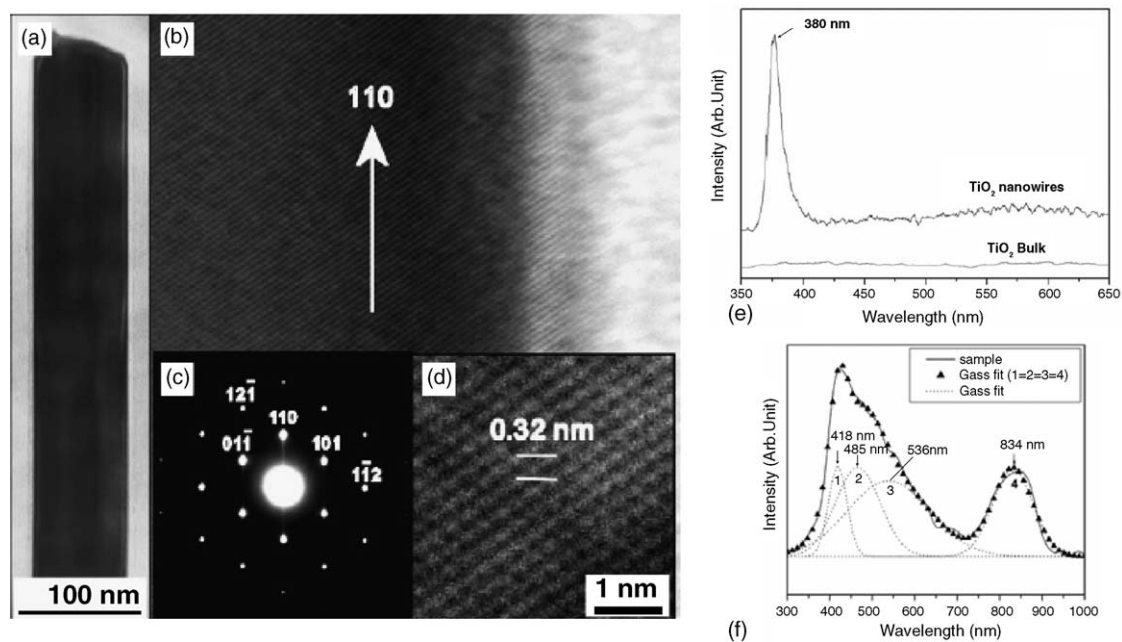 (a)
100 nm
(b)
110
(c)
121̄
110
011̄
101
11̄2
(d)
0.32 nm
1 nm
380 nm
Intensity (Arb.Unit)
TiO₂ nanowires
TiO₂ Bulk
350 400 450 500 550 600 650
(e)
Wavelength (nm)
sample
Gass fit (1=2=3=4)
Gass fit
418 nm
485 nm
536nm
834 nm
1
2
3
4
Intensity (Arb.Unit)
300 400 500 600 700 800 900 1000
(f)
Wavelength (nm)